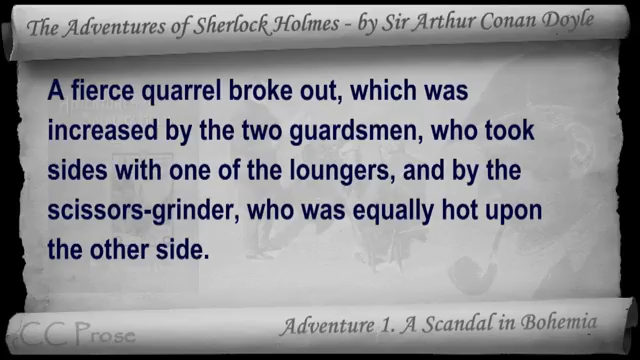 The Adventures of Sherlock Holmes - by Sir Arthur Conan Doyle
A fierce quarrel broke out, which was
increased by the two guardsmen, who took
sides with one of the loungers, and by the
scissors-grinder, who was equally hot upon
the other side.
CC Prose
Adventure 1. A Scandal in Bohemia